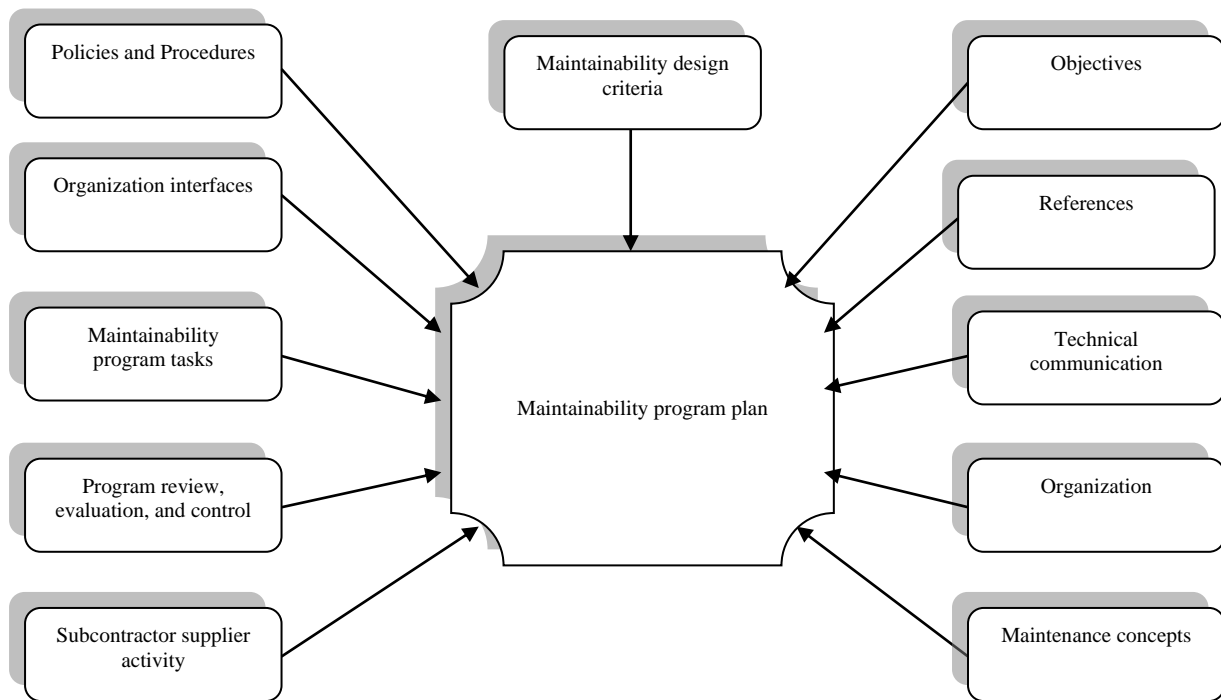 Policies and Procedures
Maintainability design
criteria
Objectives
Organization interfaces
References
Maintainability
program tasks
Technical
communication
Maintainability program plan
Program review,
evaluation, and control
Organization
Subcontractor supplier
activity
Maintenance concepts